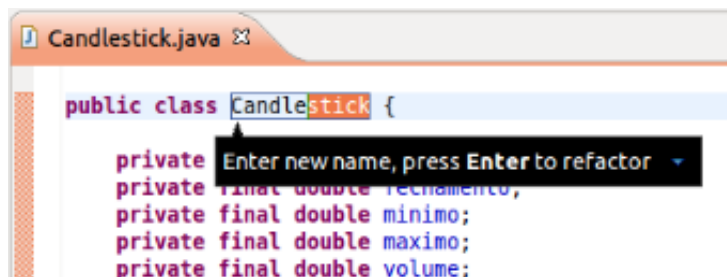 Candlestick.java
public class Candlestick {
private
Enter new name, press Enter to refactor
private final double fechamento;
private final double minimo;
private final double maximo;
private final double volume;